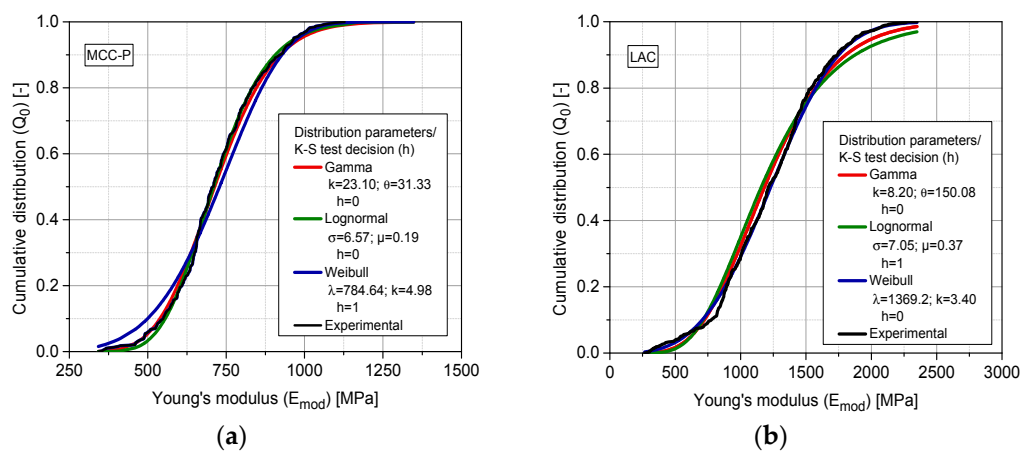 1.0
0.8
0.6
0.4
0.2
0.0
Cumulative distribution (Q0) [-]
MCC-P
Distribution parameters/
K-S test decision (h)
Gamma
k=23.10; θ=31.33
h=0
Lognormal
σ=6.57; μ=0.19
h=0
Weibull
λ=784.64; k=4.98
h=1
Experimental
250 500 750 1000 1250 1500
Young's modulus (Emod) [MPa]
(a)
1.0
0.8
0.6
0.4
0.2
0.0
Cumulative distribution (Q0) [-]
LAC
Distribution parameters/
K-S test decision (h)
Gamma
k=8.20; θ=150.08
h=0
Lognormal
σ=7.05; μ=0.37
h=1
Weibull
λ=1369.2; k=3.40
h=0
Experimental
0 500 1000 1500 2000 2500 3000
Young's modulus (Emod) [MPa]
(b)